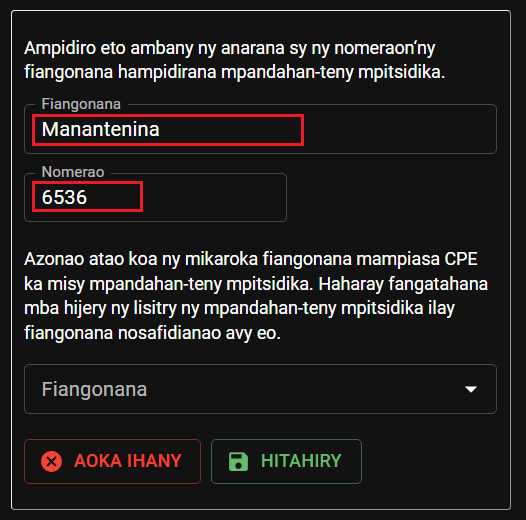 Ampidiro eto ambany ny anarana sy ny nomeraon‘ny
fiangonana hampidirana mpandahan-teny mpitsidika.
Fiangonana
Manantenina
Nomerao
6536
Azonao atao koa ny mikaroka fiangonana mampiasa CPE
ka misy mpandahan-teny mpitsidika. Haharay fangatahana
mba hijery ny lisitry ny mpandahan-teny mpitsidika ilay
fiangonana nosafidianao avy eo.
Fiangonana
AOKA IHANY
HITAHIRY